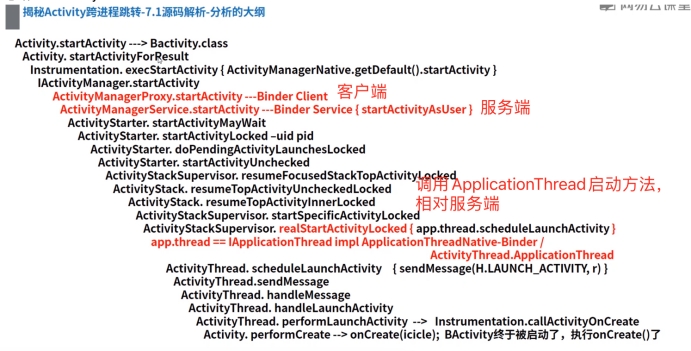 揭秘Activity跨进程跳转-7.1源码解析-分析的大纲
网易云课堂
Activity.startActivity ---> Bactivity.class
Activity. startActivityForResult
Instrumentation. execStartActivity { ActivityManagerNative.getDefault().startActivity }
IActivityManager.startActivity
ActivityManagerProxy.startActivity ---Binder Client 客户端
ActivityManagerService.startActivity ---Binder Service { startActivityAsUser } 服务端
ActivityStarter. startActivityMayWait
ActivityStarter. startActivityLocked –uid pid
ActivityStarter. doPendingActivityLaunchesLocked
ActivityStarter. startActivityUnchecked
ActivityStackSupervisor. resumeFocusedStackTopActivityLocked
ActivityStack. resumeTopActivityUncheckedLocked
调用ApplicationThread启动方法，
ActivityStack. resumeTopActivityInnerLocked
相对服务端
ActivityStackSupervisor. startSpecificActivityLocked
ActivityStackSupervisor. realStartActivityLocked { app.thread.scheduleLaunchActivity }
app.thread == IApplicationThread impl ApplicationThreadNative-Binder /
ActivityThread.ApplicationThread
ActivityThread. scheduleLaunchActivity { sendMessage(H.LAUNCH_ACTIVITY, r) }
ActivityThread.sendMessage
ActivityThread. handleMessage
ActivityThread. handleLaunchActivity
ActivityThread. performLaunchActivity --> Instrumentation.callActivityOnCreate
Activity. performCreate --> onCreate(icicle); BActivity终于被启动了，执行onCreate()了